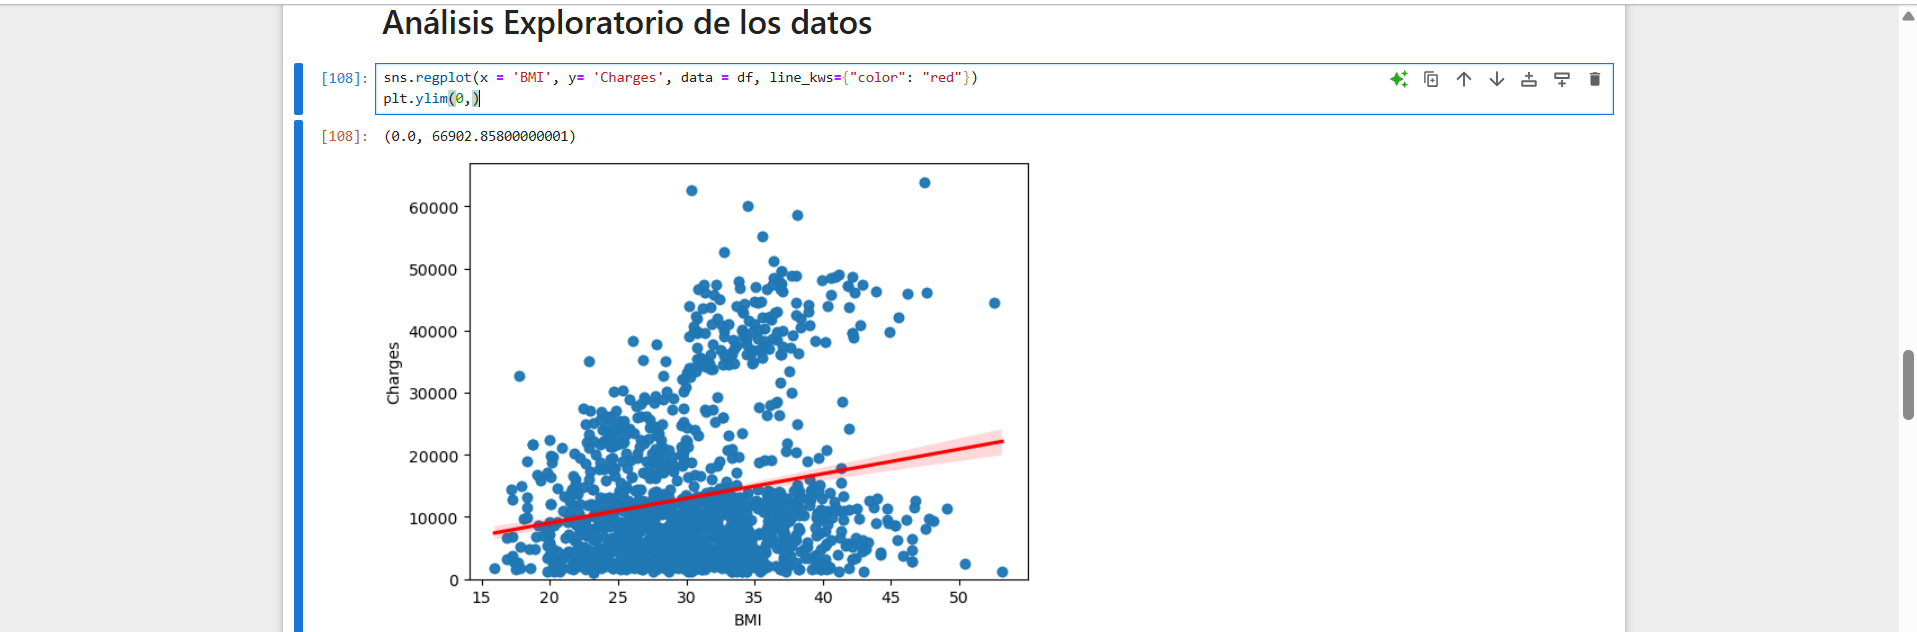 Análisis Exploratorio de los datos
[108]: sns.regplot(x = 'BMI', y= 'Charges', data = df, line_kws={"color": "red"})
plt.ylim(0,)
[108]: (0.0, 66902.85800000001)
60000
50000
40000
30000
20000
10000
0
Charges
15 20 25 30 35 40 45 50
BMI